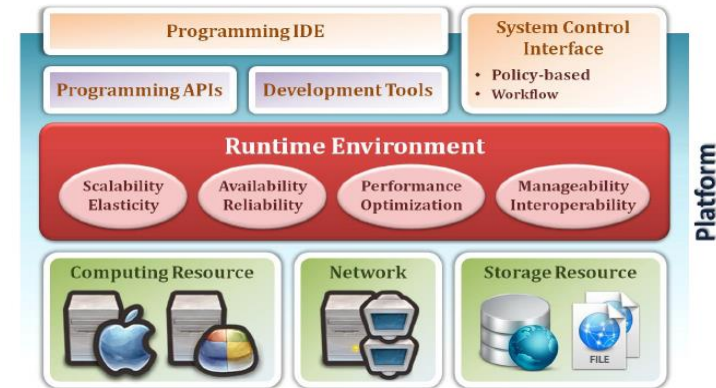 Programming IDE
System Control
Interface
• Policy-based
• Workflow
Programming APIs
Development Tools
Runtime Environment
Scalability
Elasticity
Availability
Reliability
Performance
Optimization
Manageability
Interoperability
Platform
Computing Resource
Network
Storage Resource
FILE